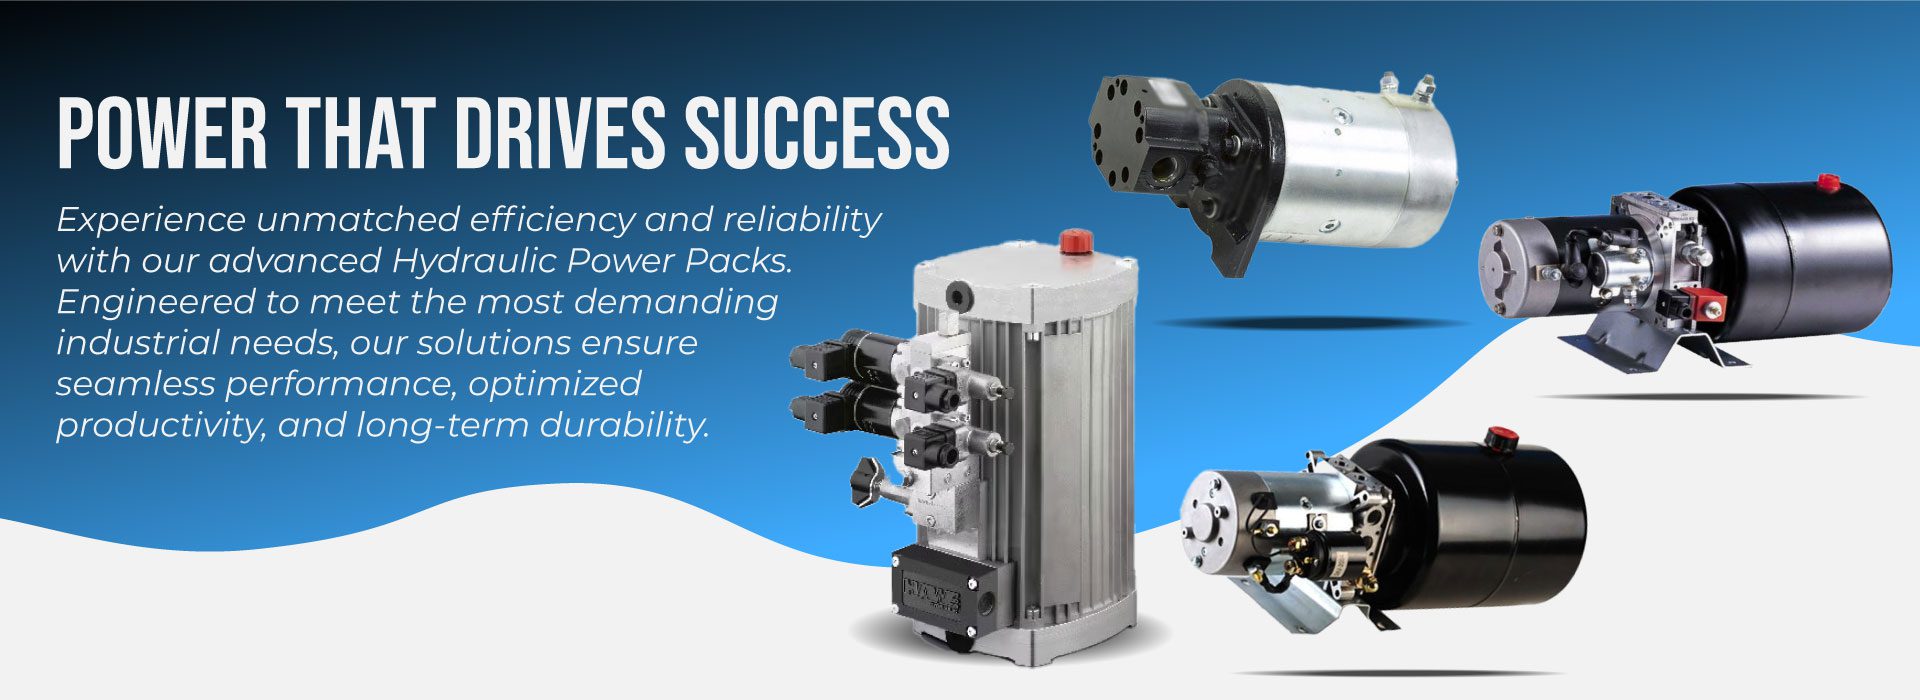 POWER THAT DRIVES SUCCESS
Experience unmatched efficiency and reliability
with our advanced Hydraulic Power Packs.
Engineered to meet the most demanding
industrial needs, our solutions ensure
seamless performance, optimized
productivity, and long-term durability.
HAWE